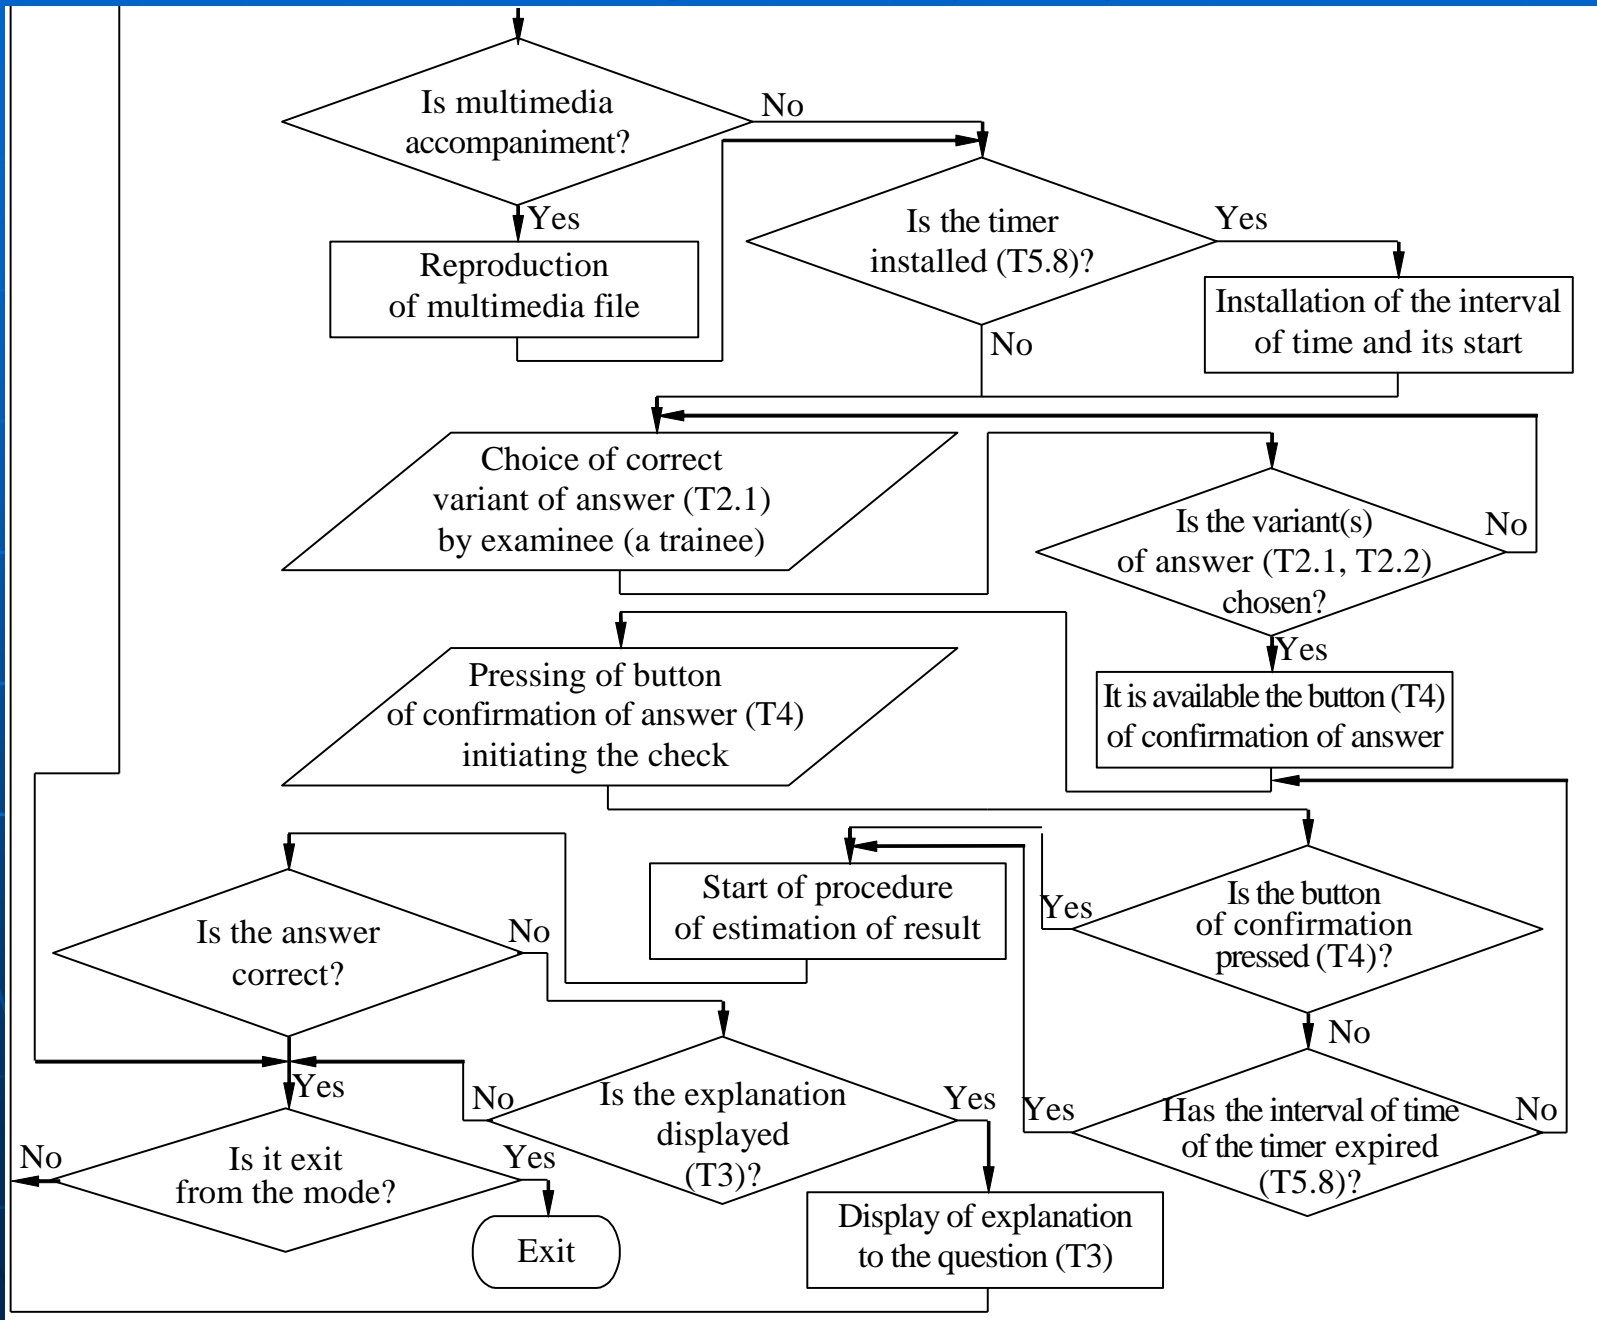 Is multimedia
accompaniment?
No
Yes
Reproduction
of multimedia file
Is the timer
installed (T5.8)?
Yes
No
Installation of the interval
of time and its start
Choice of correct
variant of answer (T2.1)
by examinee (a trainee)
Is the variant(s)
of answer (T2.1, T2.2)
chosen?
No
Yes
It is available the button (T4)
of confirmation of answer
Pressing of button
of confirmation of answer (T4)
initiating the check
Is the button
of confirmation
pressed (T4)?
Yes
No
Start of procedure
of estimation of result
Has the interval of time
of the timer expired
(T5.8)?
Yes
No
Is the answer
correct?
No
Yes
Is the explanation
displayed
(T3)?
No
Yes
Display of explanation
to the question (T3)
Is it exit
from the mode?
No
Yes
Exit